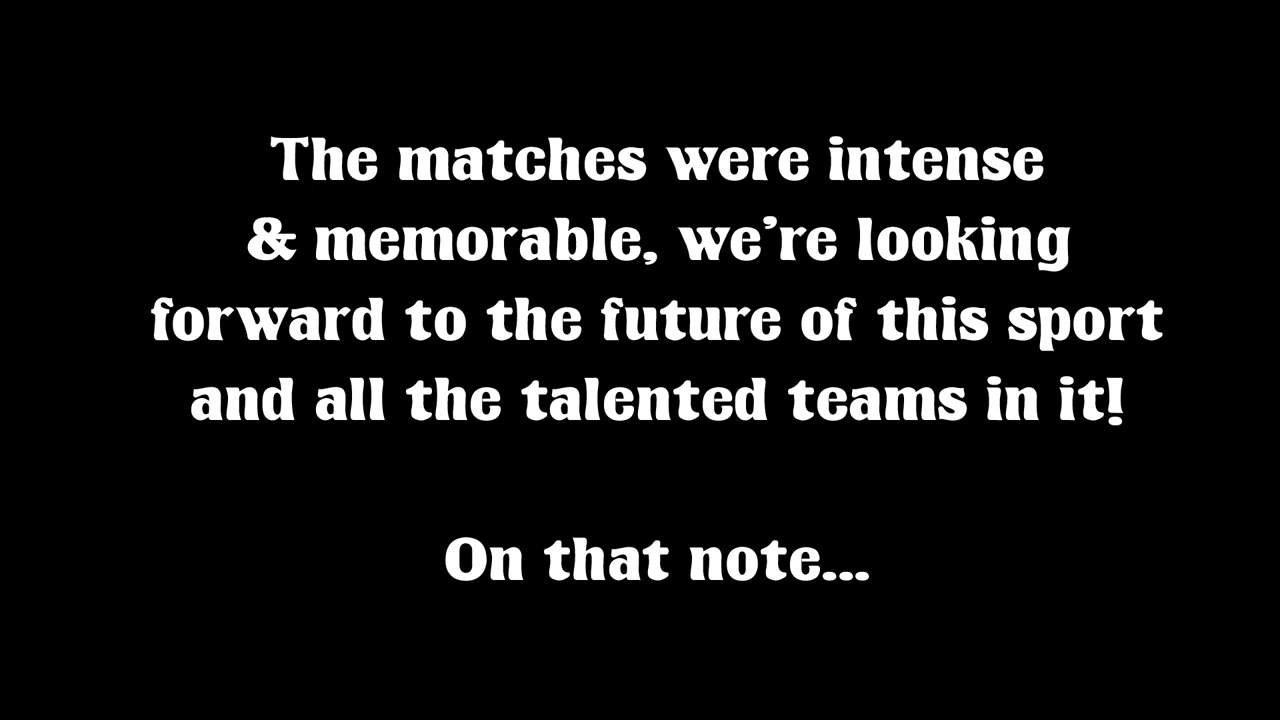 The matches were intense
& memorable, we’re looking
forward to the future of this sport
and all the talented teams in it!
On that note...